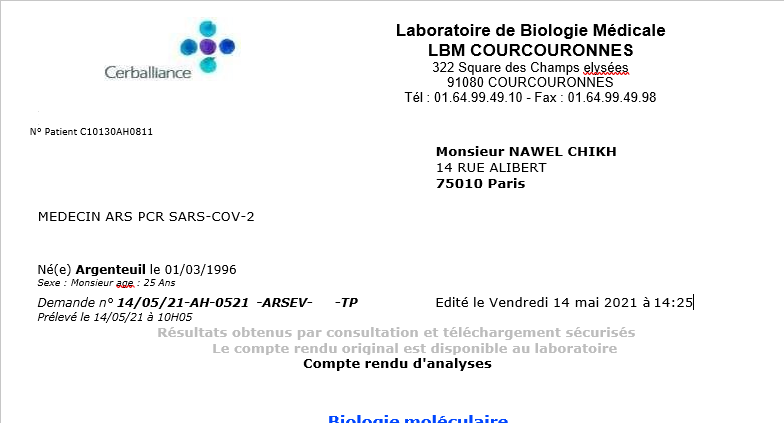 Cerballiance
Laboratoire de Biologie Médicale
LBM COURCOURONNES
322 Square des Champs elysées
91080 COURCOURONNES
Tél : 01.64.99.49.10 - Fax : 01.64.99.49.98
N° Patient C10130AH0811
Monsieur NAWEL CHIKH
14 RUE ALIBERT
75010 Paris
MEDECIN ARS PCR SARS-COV-2
Né(e) Argenteuil le 01/03/1996
Sexe : Monsieur age : 25 Ans
Demande n° 14/05/21-AH-0521 -ARSEV- -TP
Edité le Vendredi 14 mai 2021 à 14:25
Prélevé le 14/05/21 à 10H05
Résultats obtenus par consultation et téléchargement sécurisés
Le compte rendu original est disponible au laboratoire
Compte rendu d'analyses
Biologie moléculaire